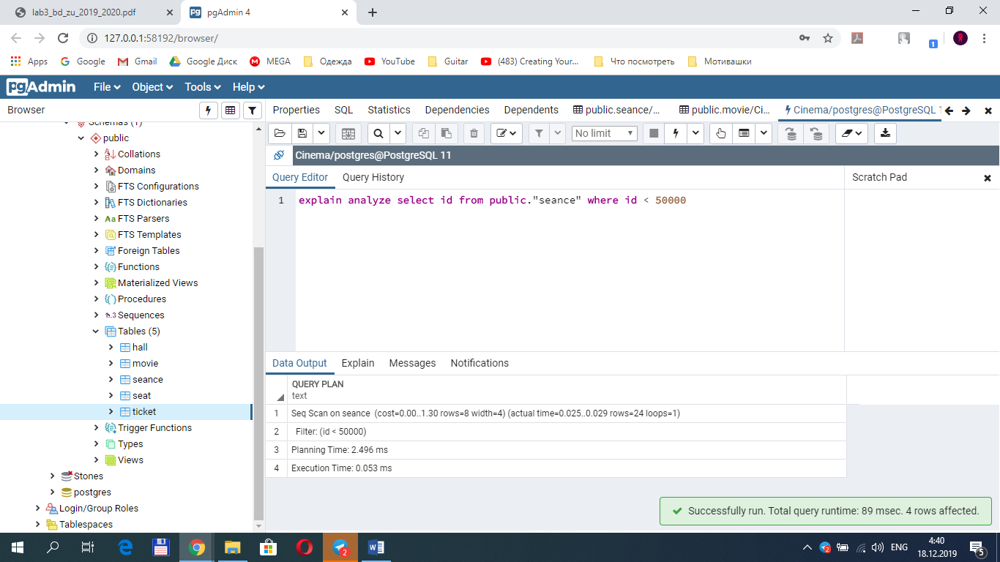 lab3_bd_zu_2019_2020.pdf
pgAdmin 4
127.0.0.1:58192/browser/
Apps Google Gmail Google Диск MEGA Одежда YouTube Guitar (483) Creating Your... Что посмотреть Мотивашки
1
pgAdmin File Object Tools Help
Browser
Properties SQL Statistics Dependencies Dependents public.seance/... public.movie/Ci... Cinema/postgres@PostgreSQL 1
No limit
Cinema/postgres@PostgreSQL 11
Query Editor Query History
Scratch Pad
1 explain analyze select id from public."seance" where id < 50000
Schemas (1)
public
Collations
Domains
FTS Configurations
FTS Dictionaries
Aa FTS Parsers
FTS Templates
Foreign Tables
Functions
Materialized Views
Procedures
1..3 Sequences
Tables (5)
hall
movie
seance
seat
ticket
Trigger Functions
Types
Views
Stones
postgres
Login/Group Roles
Tablespaces
Data Output Explain Messages Notifications
QUERY PLAN
text
1 Seq Scan on seance (cost=0.00..1.30 rows=8 width=4) (actual time=0.025..0.029 rows=24 loops=1)
2 Filter: (id < 50000)
3 Planning Time: 2.496 ms
4 Execution Time: 0.053 ms
Successfully run. Total query runtime: 89 msec. 4 rows affected.
2
2
ENG
4:40
18.12.2019
5